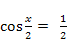 cos x/2 = 1/2